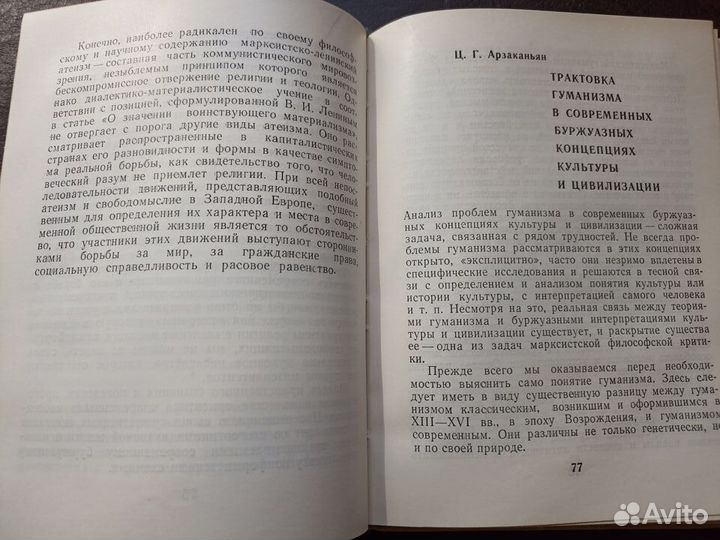 Конечно, наиболее радикален по своему философ-
скому и научному содержанию марксистско-ленинский
атеизм — составная часть коммунистического мировоз-
зрения, незыблемым принципом которого является
бескомпромиссное отвержение религии и теологии. Од-
нако диалектико-материалистическое учение в соот-
ветствии с позицией, сформулированной В. И. Лениным
в статье «О значении воинствующего материализма»,
не отвергает с порога другие виды атеизма. Оно рас-
сматривает распространенные в капиталистических
странах его разновидности и формы в качестве симпто-
ма реальной борьбы, как свидетельство того, что чело-
веческий разум не приемлет религии. При всей непос-
ледовательности движений, представляющих подобный
атеизм и свободомыслие в Западной Европе, сущест-
венным для определения их характера и места в совре-
менной общественной жизни является то обстоятельст-
во, что участники этих движений выступают сторонни-
ками борьбы за мир, за гражданские права,
социальную справедливость и расовое равенство.
Ц. Г. Арзаканьян
ТРАКТОВКА
ГУМАНИЗМА
В СОВРЕМЕННЫХ
БУРЖУАЗНЫХ
КОНЦЕПЦИЯХ
КУЛЬТУРЫ
И ЦИВИЛИЗАЦИИ
Анализ проблем гуманизма в современных буржуаз-
ных концепциях культуры и цивилизации — сложная
задача, связанная с рядом трудностей. Не всегда про-
блемы гуманизма рассматриваются в этих концепциях
открыто, «эксплицитно», часто они незримо вплетены в
специфические исследования и решаются в тесной связи
с определением и анализом понятия культуры или
истории культуры, с интерпретацией самого человека
и т. п. Несмотря на это, реальная связь между теория-
ми гуманизма и буржуазными интерпретациями куль-
туры и цивилизации существует, и раскрытие существа
ее — одна из задач марксистской философской крити-
ки.
Прежде всего мы оказываемся перед необходи-
мостью выяснить само понятие гуманизма. Здесь сле-
дует иметь в виду существенную разницу между гума-
низмом классическим, возникшим и оформившимся в
XIII—XVI вв., в эпоху Возрождения, и гуманизмом
современным. Они различны не только генетически, но
и по своей природе.
77
Avito